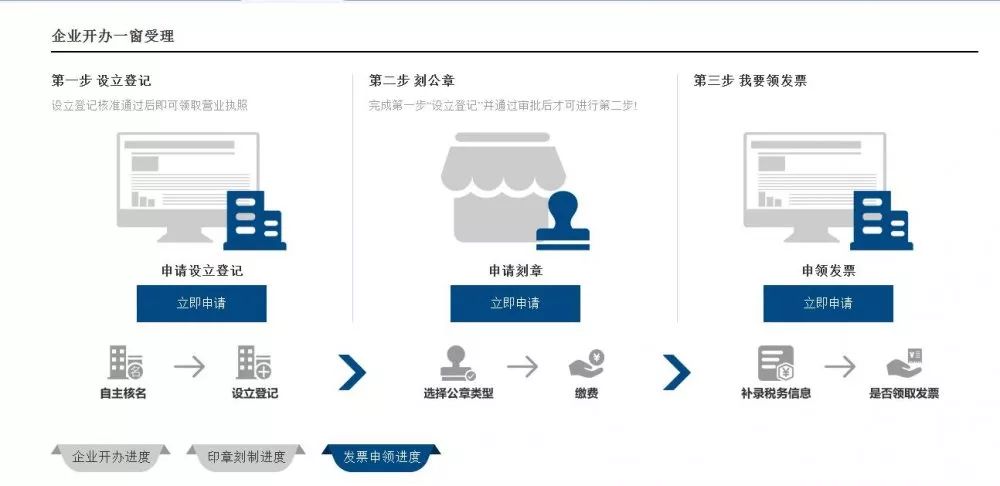 企业开办一窗受理
第一步 设立登记
设立登记核准通过后即可领取营业执照
申请设立登记
立即申请
自主核名
设立登记
第二步 刻公章
完成第一步“设立登记”并通过审批后才可进行第二步!
申请刻章
立即申请
选择公章类型
缴费
第三步 我要领发票
申领发票
立即申请
补录税务信息
是否领取发票
企业开办进度
印章刻制进度
发票申领进度